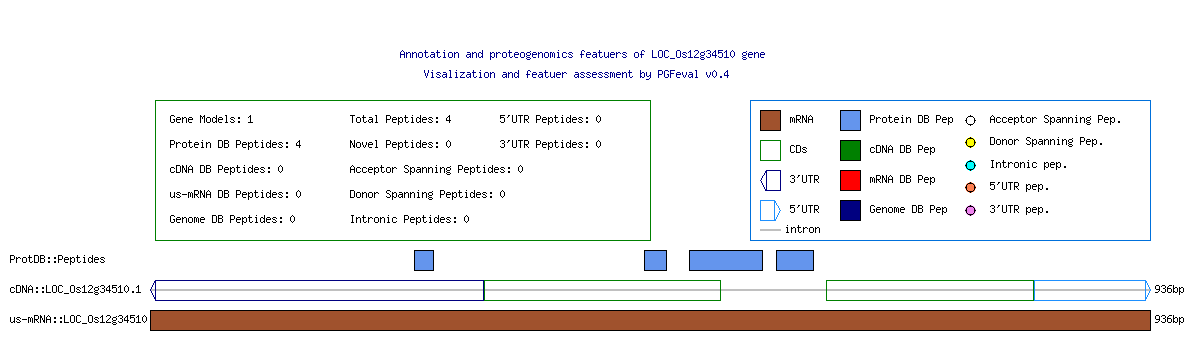 Annotation and proteogenomics featuers of LOC_Os12g34510 gene
Visalization and featuer assessment by PGFeval v0.4
Gene Models: 1 Total Peptides: 4 5'UTR Peptides: 0
Protein DB Peptides: 4 Novel Peptides: 0 3'UTR Peptides: 0
cDNA DB Peptides: 0 Acceptor Spanning Peptides: 0
us-mRNA DB Peptides: 0 Donor Spanning Peptides: 0
Genome DB Peptides: 0 Intronic Peptides: 0
mRNA Protein DB Pep Acceptor Spanning Pep.
CDs cDNA DB Pep Donor Spanning Pep.
3'UTR mRNA DB Pep Intronic pep.
5'UTR Genome DB Pep 5'UTR pep.
intron 3'UTR pep.
ProtDB::Peptides
cDNA::LOC_Os12g34510.1 936bp
us-mRNA::LOC_Os12g34510 936bp